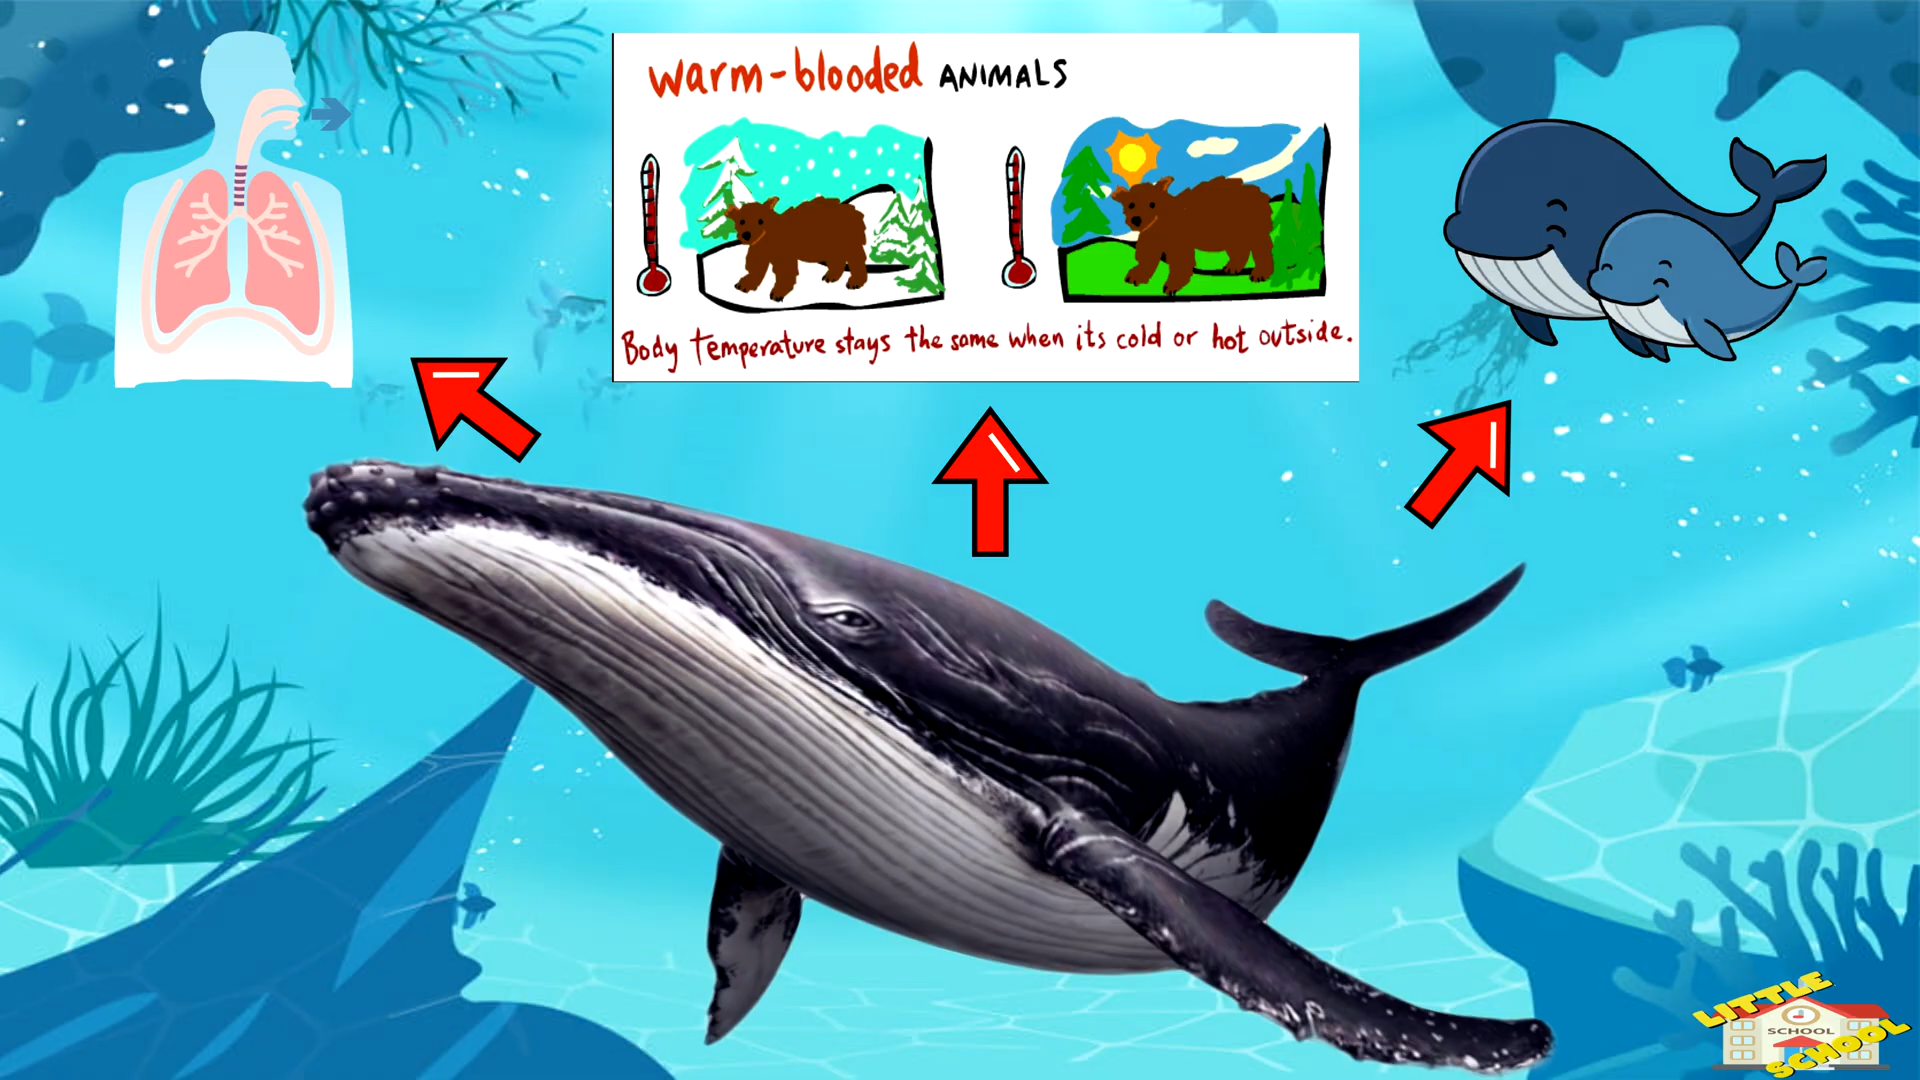 warm-blooded ANIMALS
Body temperature stays the same when its cold or hot outside.
LITTLE
SCHOOL
SCHOOL